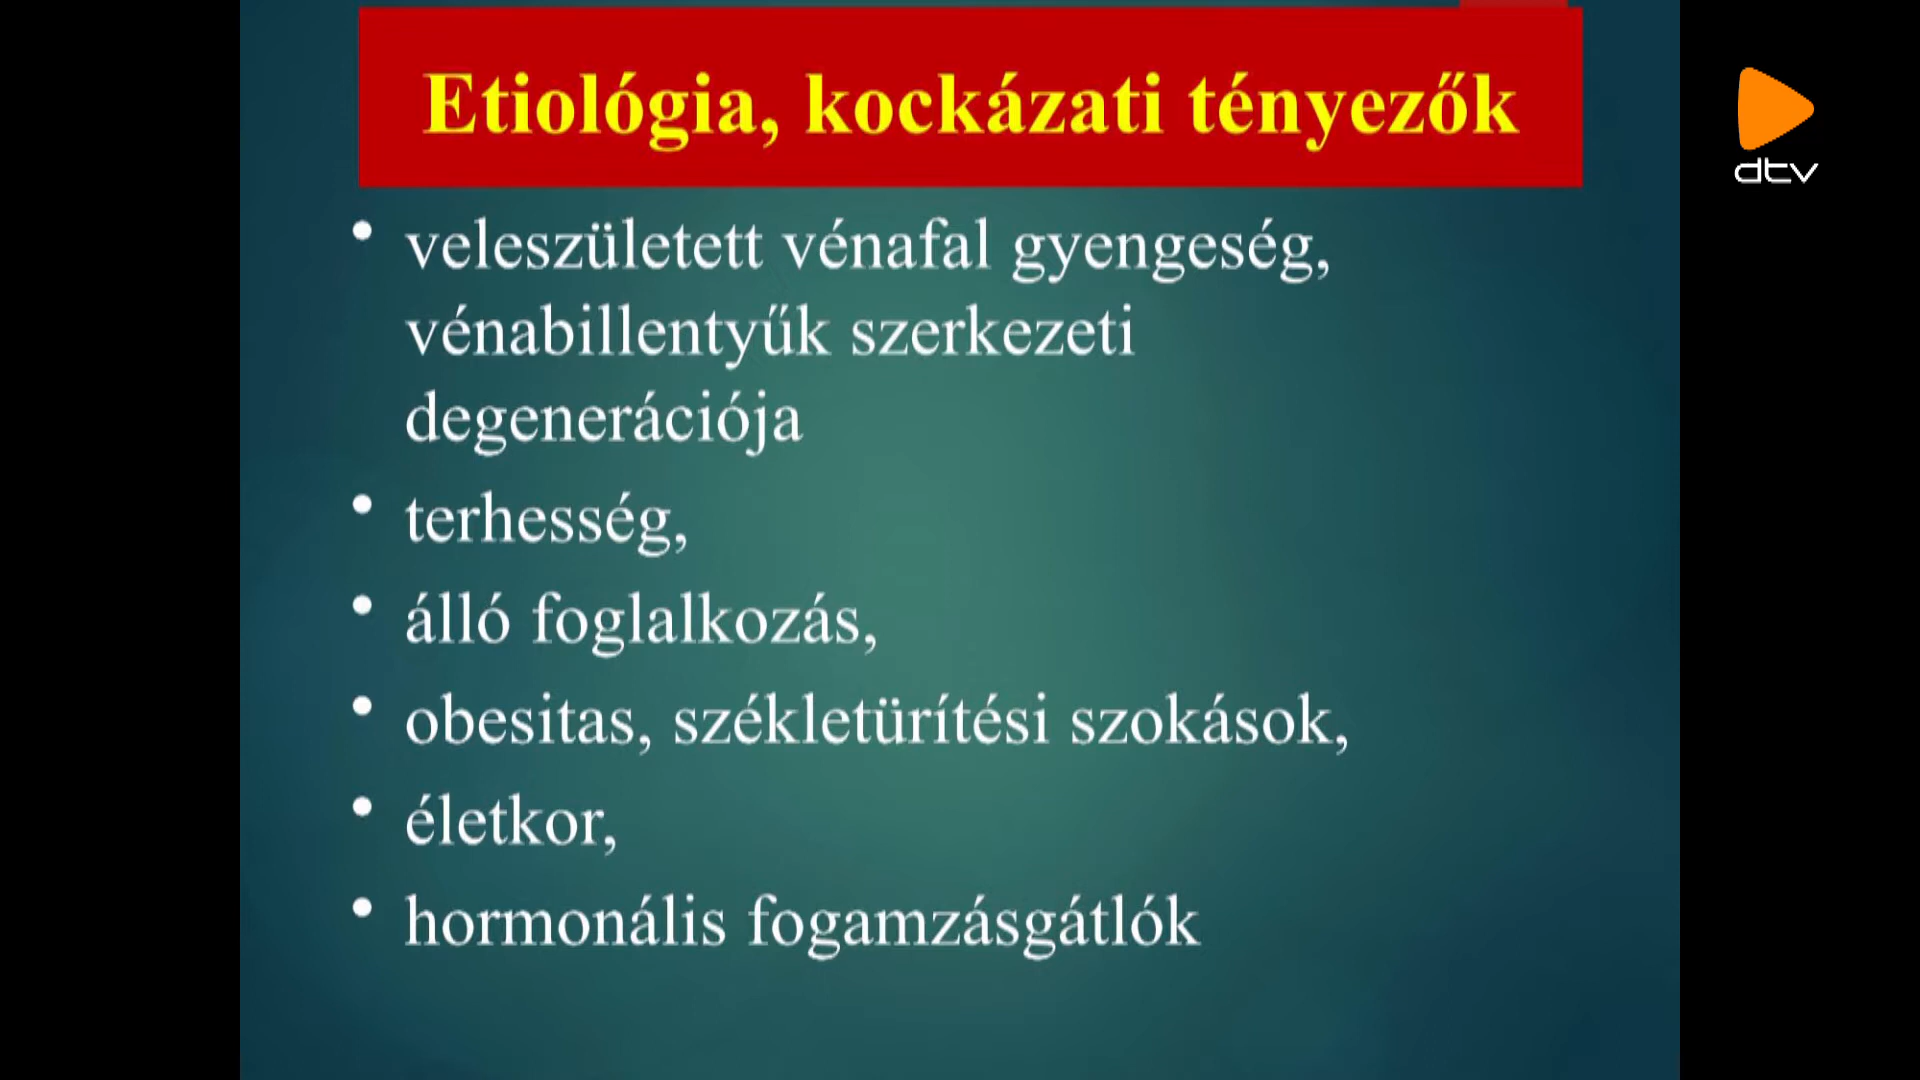 Etiológia, kockázati tényezők
dtv
• veleszületett vénafal gyengeség,
vénabillentyűk szerkezeti
degenerációja
• terhesség,
• álló foglalkozás,
• obesitas, székletürítési szokások,
• életkor,
• hormonális fogamzásgátlók